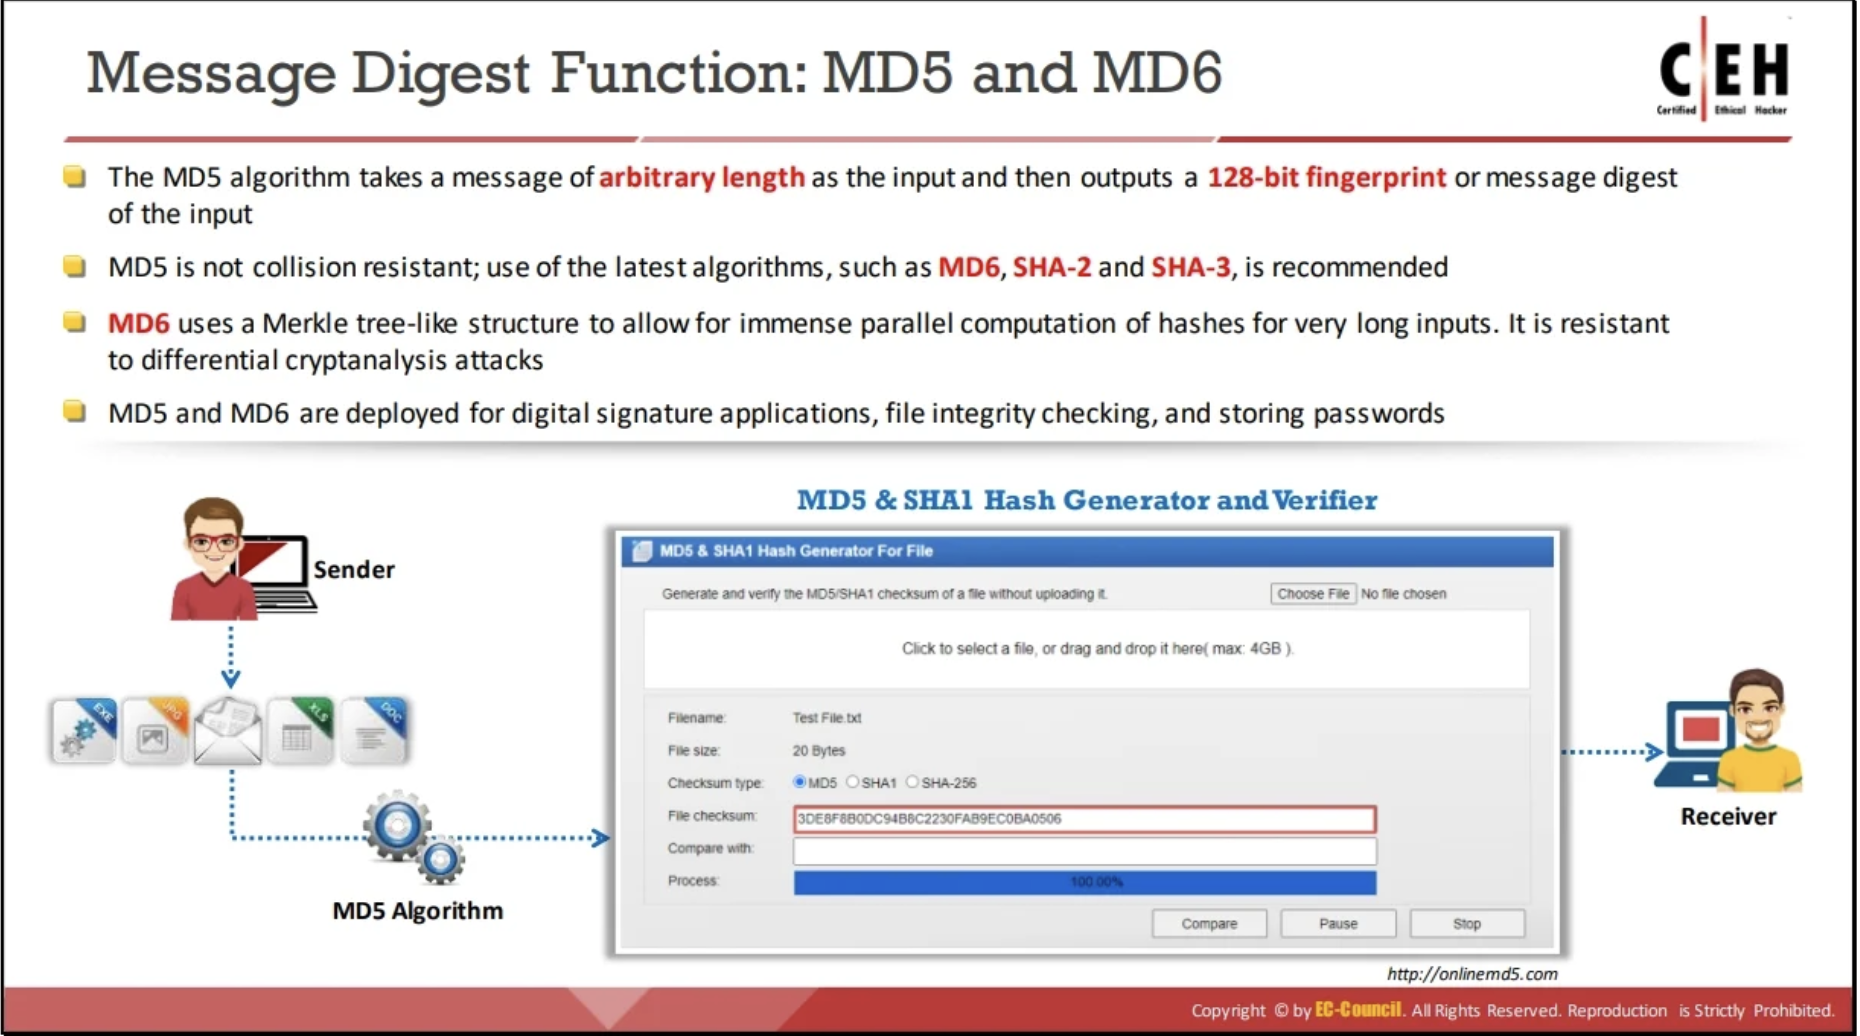 Message Digest Function: MD5 and MD6
C|EH
Certified Ethical Hacker
The MD5 algorithm takes a message of arbitrary length as the input and then outputs a 128-bit fingerprint or message digest
of the input
MD5 is not collision resistant; use of the latest algorithms, such as MD6, SHA-2 and SHA-3, is recommended
MD6 uses a Merkle tree-like structure to allow for immense parallel computation of hashes for very long inputs. It is resistant
to differential cryptanalysis attacks
MD5 and MD6 are deployed for digital signature applications, file integrity checking, and storing passwords
MD5 & SHA1 Hash Generator and Verifier
Sender
EXE
JPG
XLS
DOC
MD5 Algorithm
MD5 & SHA1 Hash Generator For File
Generate and verify the MD5/SHA1 checksum of a file without uploading it.
Choose File No file chosen
Click to select a file, or drag and drop it here( max: 4GB ).
Filename: Test File.txt
File size: 20 Bytes
Checksum type: MD5 SHA1 SHA-256
File checksum: 3DE8F8B0DC94B8C2230FAB9EC0BA0506
Compare with:
Process: 100.00%
Compare Pause Stop
Receiver
http://onlinemd5.com
Copyright © by EC-Council. All Rights Reserved. Reproduction is Strictly Prohibited.